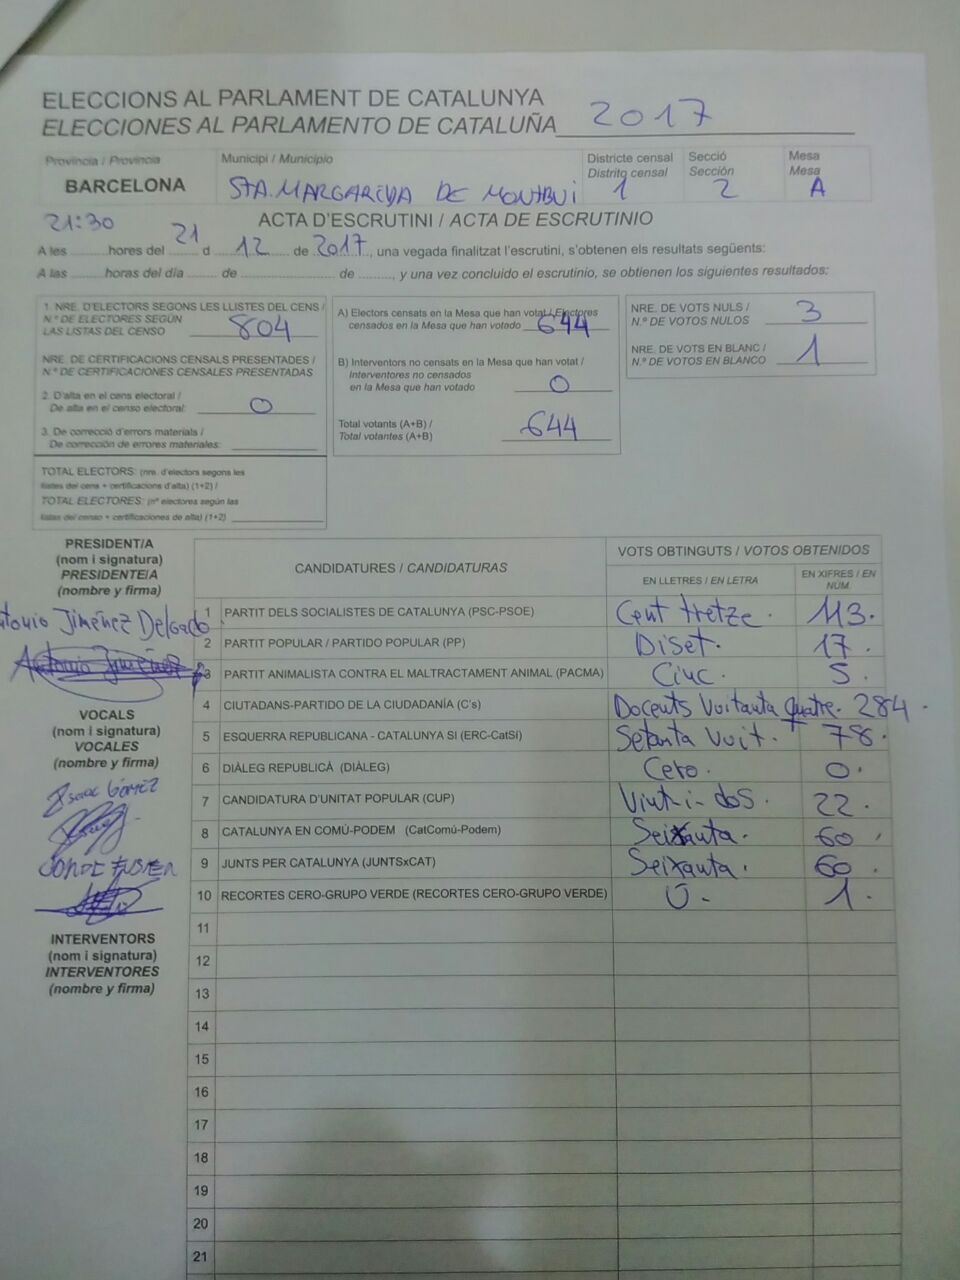 ELECCIONS AL PARLAMENT DE CATALUNYA
ELECCIONES AL PARLAMENTO DE CATALUÑA 2017
Provincia / Provincia
BARCELONA
Municipi / Municipio
STA. MARGARIDA DE MONTBUI
Districte censal
Distrito censal
1
Secció
Sección
2
Mesa
Mesa
A
ACTA D'ESCRUTINI / ACTA DE ESCRUTINIO
21:30
A les ........ hores del 21 d 12 de 2017, una vegada finalitzat l'escrutini, s'obtenen els resultats següents:
A las ........ horas del día ........ de ........ de ........, y una vez concluido el escrutinio, se obtienen los siguientes resultados:
1. NRE. D'ELECTORS SEGONS LES LLISTES DEL CENS /
N.º DE ELECTORES SEGÚN
LAS LISTAS DEL CENSO 804
NRE. DE CERTIFICACIONS CENSALS PRESENTADES /
N.º DE CERTIFICACIONES CENSALES PRESENTADAS
2. D'alta en el cens electoral /
De alta en el censo electoral: 0
3. De correcció d'errors materials /
De corrección de errores materiales:
TOTAL ELECTORS: (nre. d'electors segons les
llistes del cens + certificacions d'alta) (1+2) /
TOTAL ELECTORES: (nº electores según las
listas del censo + certificaciones de alta) (1+2)
A) Electors censats en la Mesa que han votat / Electores
censados en la Mesa que han votado 644
B) Interventors no censats en la Mesa que han votat /
Interventores no censados
en la Mesa que han votado 0
Total votants (A+B) /
Total votantes (A+B) 644
NRE. DE VOTS NULS /
N.º DE VOTOS NULOS 3
NRE. DE VOTS EN BLANC /
N.º DE VOTOS EN BLANCO 1
PRESIDENT/A
(nom i signatura)
PRESIDENTE/A
(nombre y firma)
ntonio Jiménez Delgado
Antonio Jiménez
VOCALS
(nom i signatura)
VOCALES
(nombre y firma)
Isaac Gómez
INTERVENTORS
(nom i signatura)
INTERVENTORES
(nombre y firma)
CANDIDATURES / CANDIDATURAS
VOTS OBTINGUTS / VOTOS OBTENIDOS
EN LLETRES / EN LETRA
EN XIFRES / EN NÚM.
1 PARTIT DELS SOCIALISTES DE CATALUNYA (PSC-PSOE) Cent tretze. 113.
2 PARTIT POPULAR / PARTIDO POPULAR (PP) Diset. 17.
3 PARTIT ANIMALISTA CONTRA EL MALTRACTAMENT ANIMAL (PACMA) Cinc. 5.
4 CIUTADANS-PARTIDO DE LA CIUDADANÍA (C's) Docents Vuitanta quatre. 284.
5 ESQUERRA REPUBLICANA - CATALUNYA SI (ERC-CatSí) Setanta Vuit. 78.
6 DIÀLEG REPUBLICÀ (DIÀLEG) Cero. 0.
7 CANDIDATURA D'UNITAT POPULAR (CUP) Vint-i-dos. 22.
8 CATALUNYA EN COMÚ-PODEM (CatComú-Podem) Seixanta. 60.
9 JUNTS PER CATALUNYA (JUNTSxCAT) Seixanta. 60.
10 RECORTES CERO-GRUPO VERDE (RECORTES CERO-GRUPO VERDE) U. 1.
11
12
13
14
15
16
17
18
19
20
21